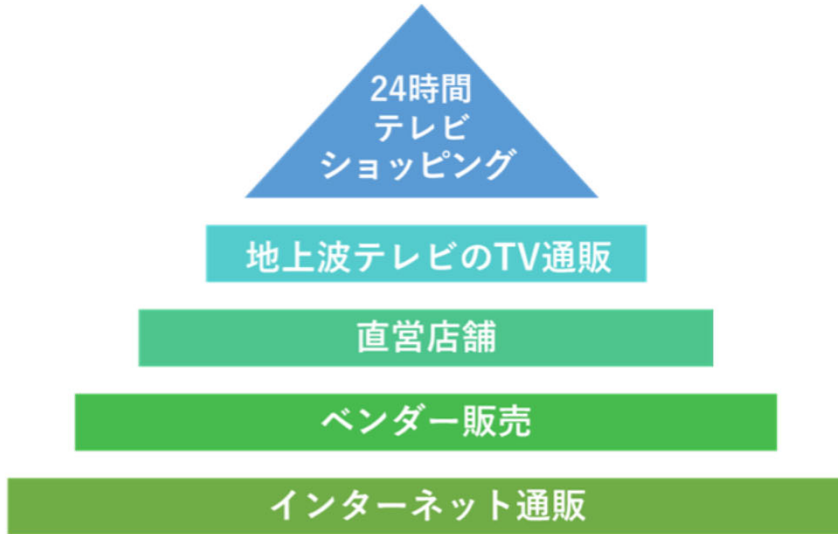 24時間
テレビ
ショッピング
地上波テレビのTV通販
直営店舗
ベンダー販売
インターネット通販